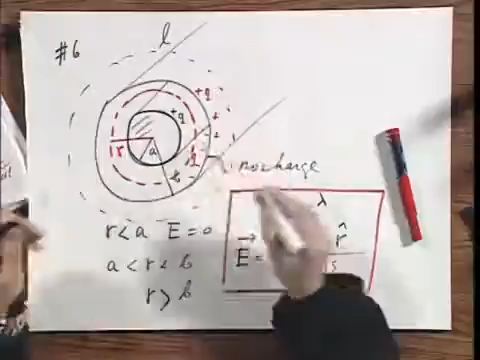 #6
l
+q
+q
r
a
b
no charge
r<a E=0
a<r<b
r>b
λ
E = r̂